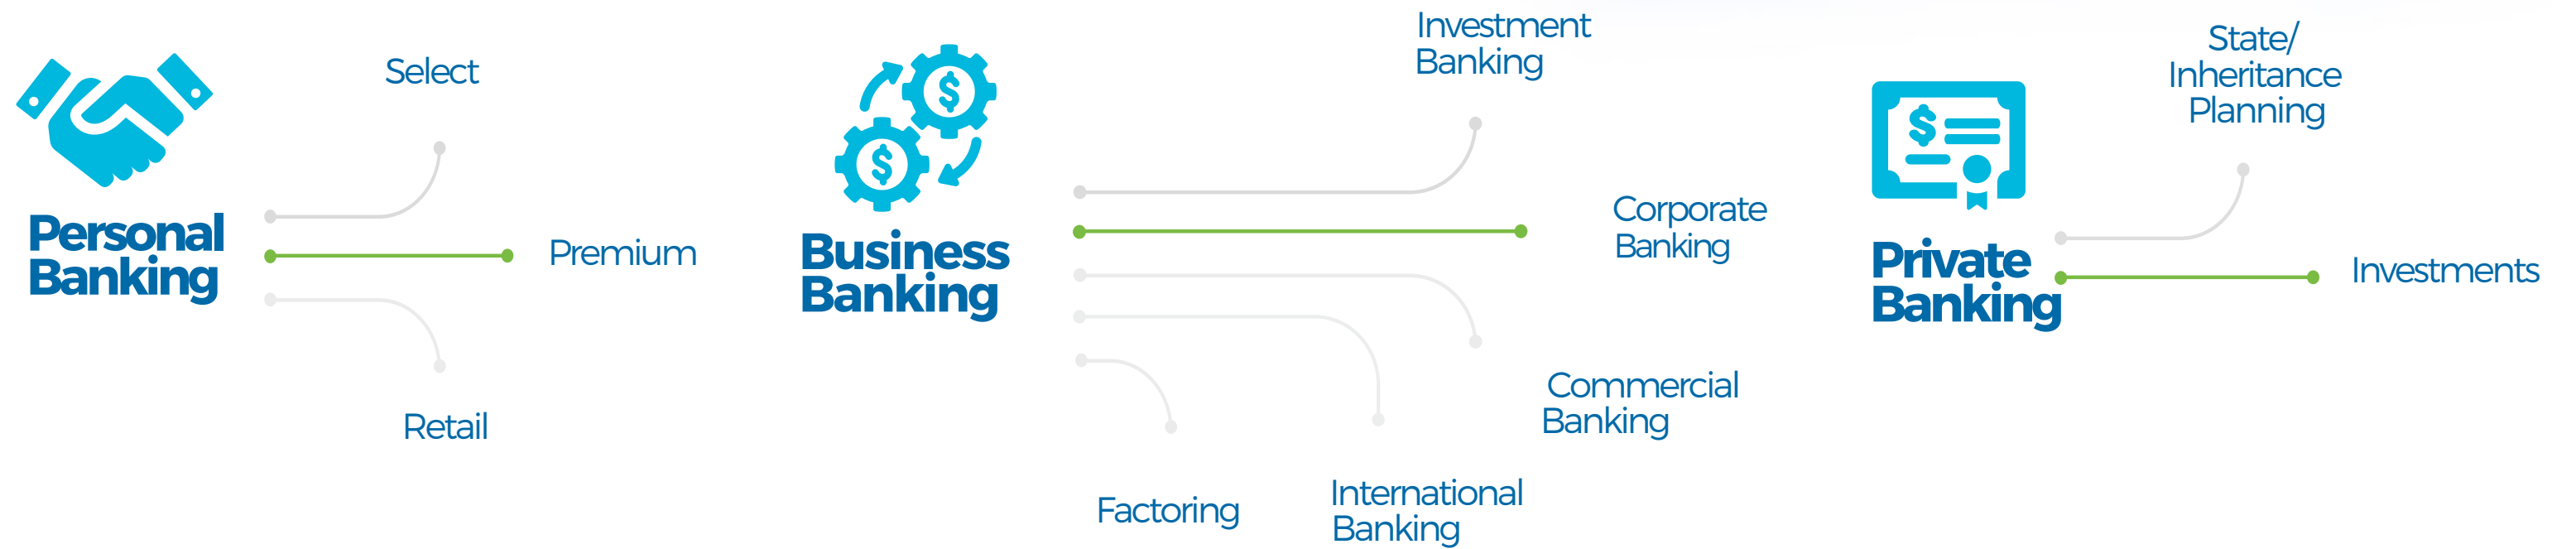 Personal
Banking
Select
Premium
Retail
Business
Banking
Investment
Banking
Corporate
Banking
Commercial
Banking
International
Banking
Factoring
Private
Banking
State/
Inheritance
Planning
Investments